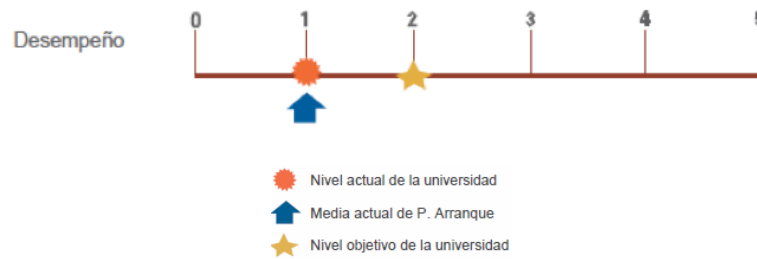 0 1 2 3 4 5
Desempeño
Nivel actual de la universidad
Media actual de P. Arranque
Nivel objetivo de la universidad